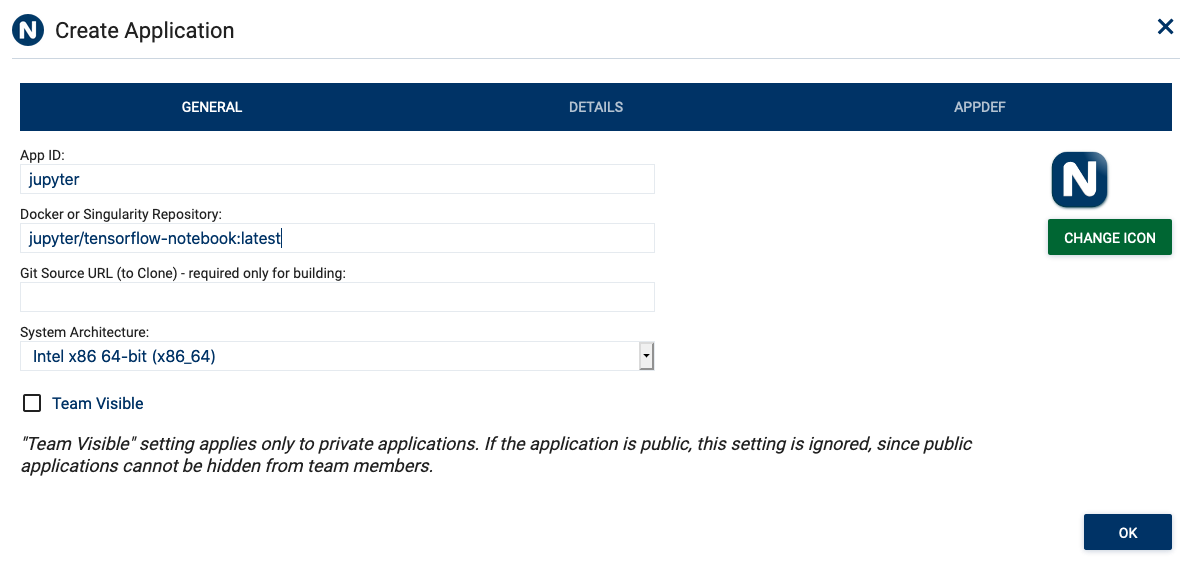 N Create Application
GENERAL DETAILS APPDEF
App ID:
jupyter
N
Docker or Singularity Repository:
jupyter/tensorflow-notebook:latest
CHANGE ICON
Git Source URL (to Clone) - required only for building:
System Architecture:
Intel x86 64-bit (x86_64)
Team Visible
"Team Visible" setting applies only to private applications. If the application is public, this setting is ignored, since public
applications cannot be hidden from team members.
OK